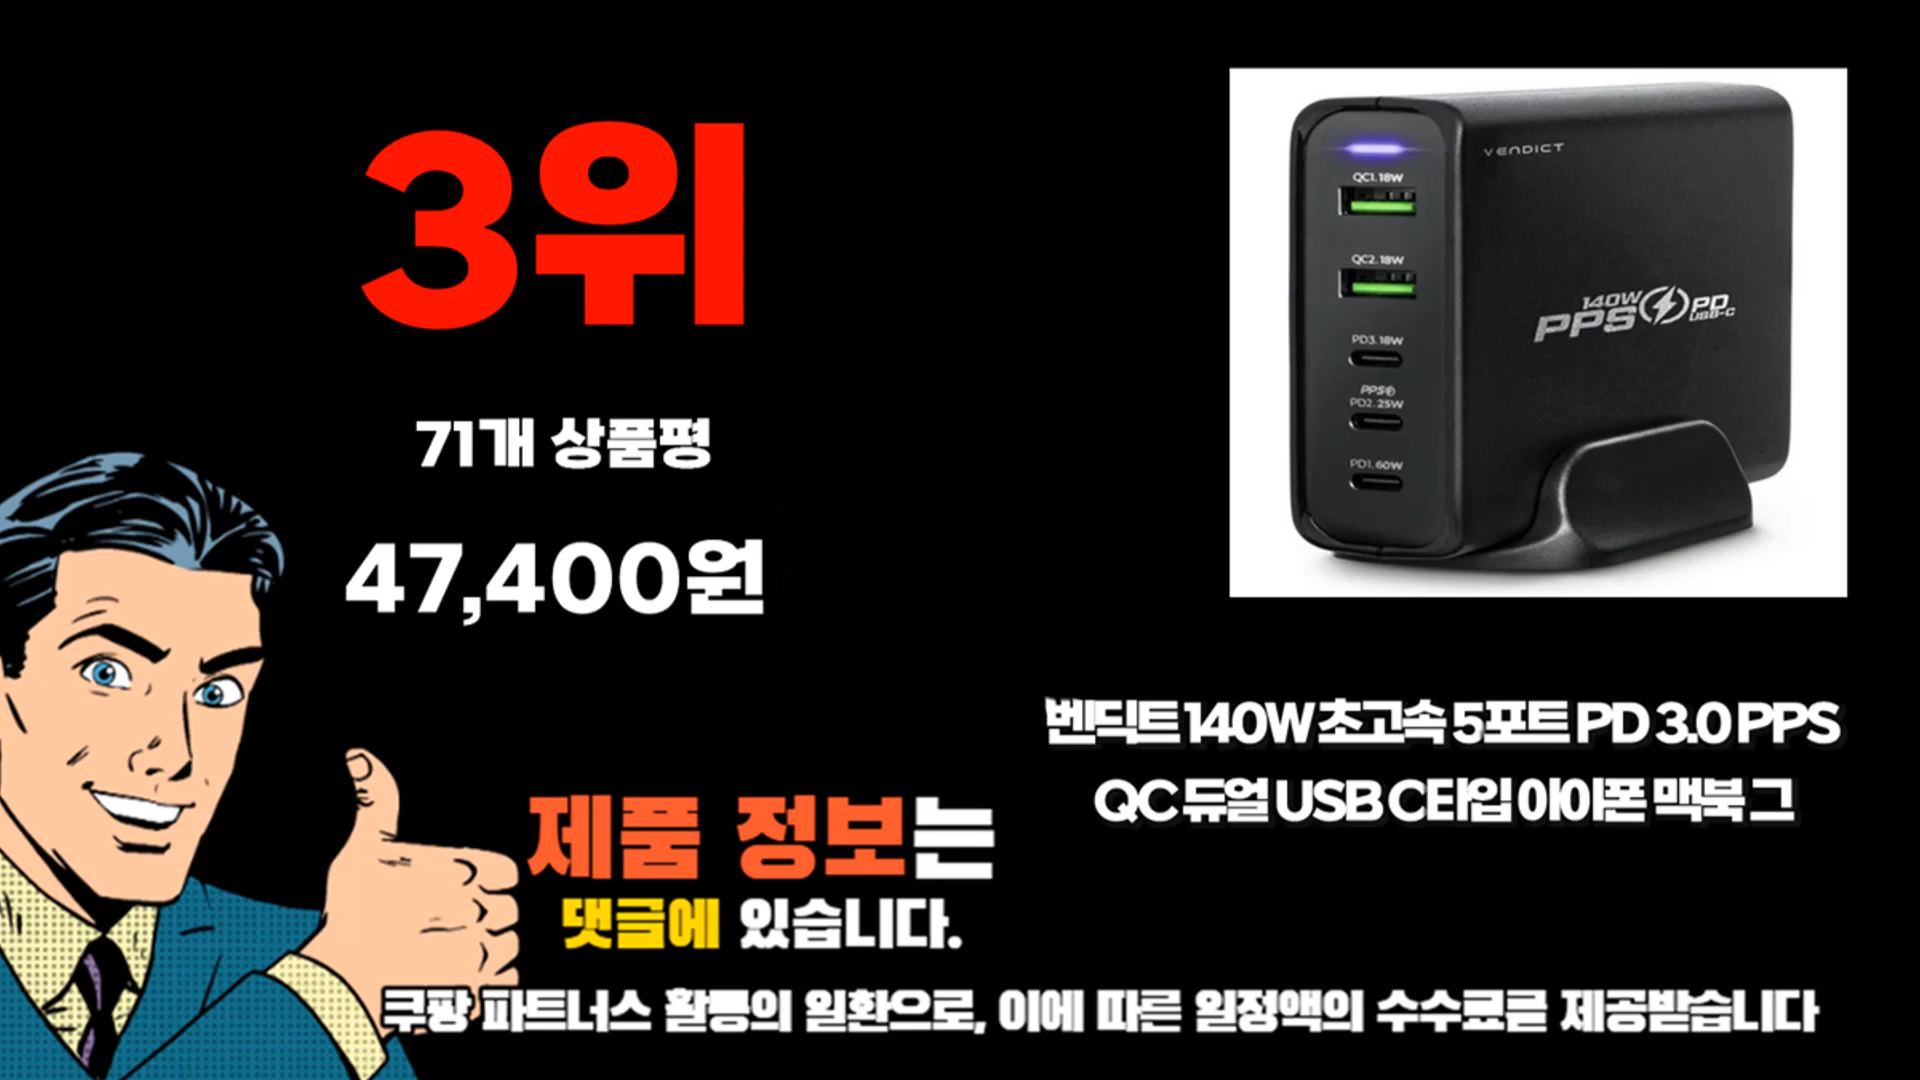 3위
71개 상품평
47,400원
VENDICT
QC1. 18W
QC2. 18W
PD3. 18W
PPS
PD2. 25W
PD1. 60W
140W
PPS PD
USB-C
벤딕트 140W 초고속 5포트 PD 3.0 PPS
QC 듀얼 USB C타입 아이폰 맥북 그
제품 정보는
댓글에 있습니다.
쿠팡 파트너스 활동의 일환으로, 이에 따른 일정액의 수수료를 제공받습니다